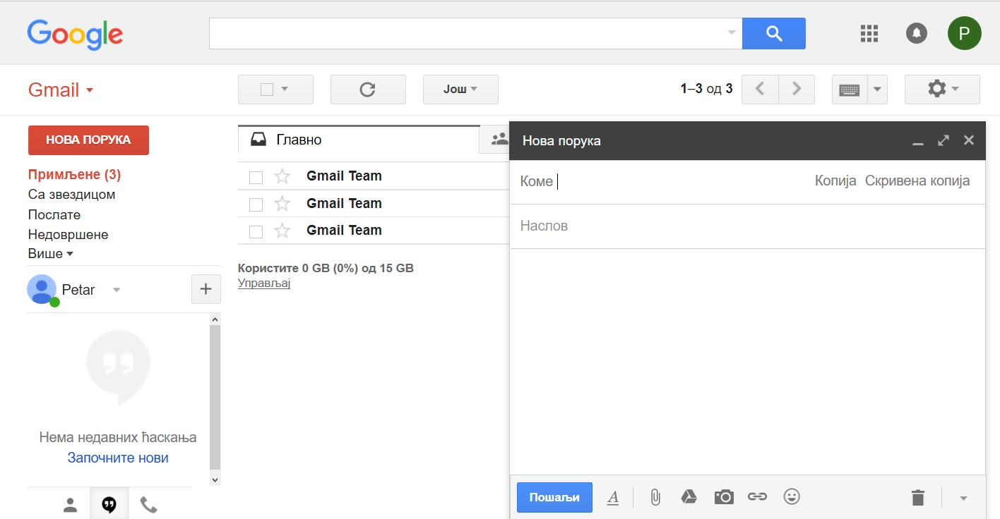 Google
P
Gmail
Још
1–3 од 3
НОВА ПОРУКА
Примљене (3)
Са звездицом
Послате
Недовршене
Више
Petar
Нема недавних ћаскања
Започните нови
Главно
Gmail Team
Gmail Team
Gmail Team
Користите 0 GB (0%) од 15 GB
Управљај
Нова порука
Коме Копија Скривена копија
Наслов
Пошаљи A